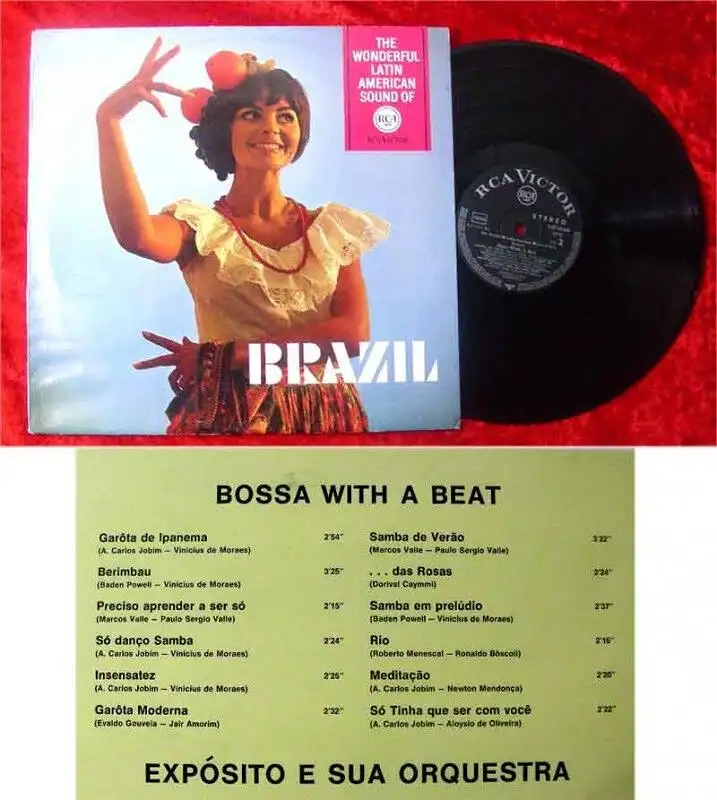 THE
WONDERFUL
LATIN
AMERICAN
SOUND OF
RCA
RCA VICTOR
BRAZIL
RCA VICTOR
RCA
STEREO
2
BOSSA WITH A BEAT
Garôta de Ipanema 2'54"
(A. Carlos Jobim – Vinicius de Moraes)
Berimbau 3'25"
(Baden Powell – Vinicius de Moraes)
Preciso aprender a ser só 2'15"
(Marcos Valle – Paulo Sergio Valle)
Só danço Samba 2'24"
(A. Carlos Jobim – Vinicius de Moraes)
Insensatez 2'25"
(A. Carlos Jobim – Vinicius de Moraes)
Garôta Moderna 2'32"
(Evaldo Gouveia – Jair Amorim)
Samba de Verão 3'22"
(Marcos Valle – Paulo Sergio Valle)
. . . das Rosas 2'24"
(Dorival Caymmi)
Samba em prelúdio 2'37"
(Baden Powell – Vinicius de Moraes)
Rio 2'16"
(Roberto Menescal – Ronaldo Bôscoli)
Meditação 2'20"
(A. Carlos Jobim – Newton Mendonça)
Só Tinha que ser com você 2'22"
(A. Carlos Jobim – Aloysio de Oliveira)
EXPÓSITO E SUA ORQUESTRA